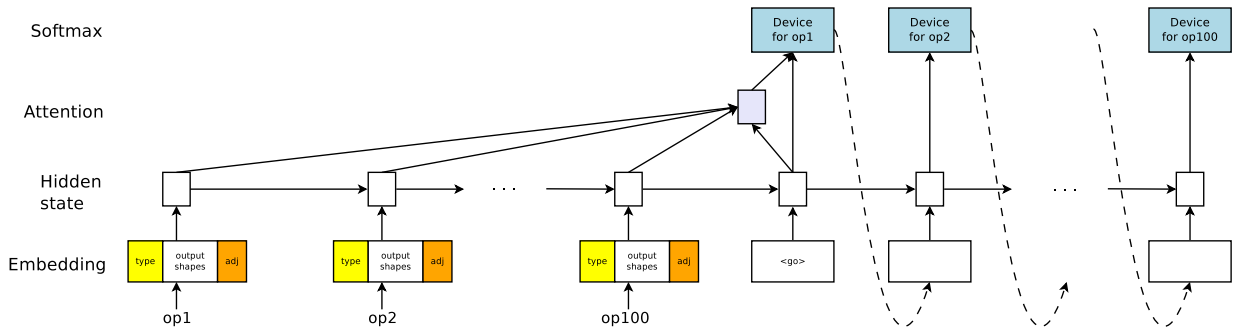 Softmax
Device
for op1
Device
for op2
Device
for op100
Attention
Hidden
state
. . .
. . .
Embedding
type
output
shapes
adj
type
output
shapes
adj
type
output
shapes
adj
<go>
op1
op2
op100